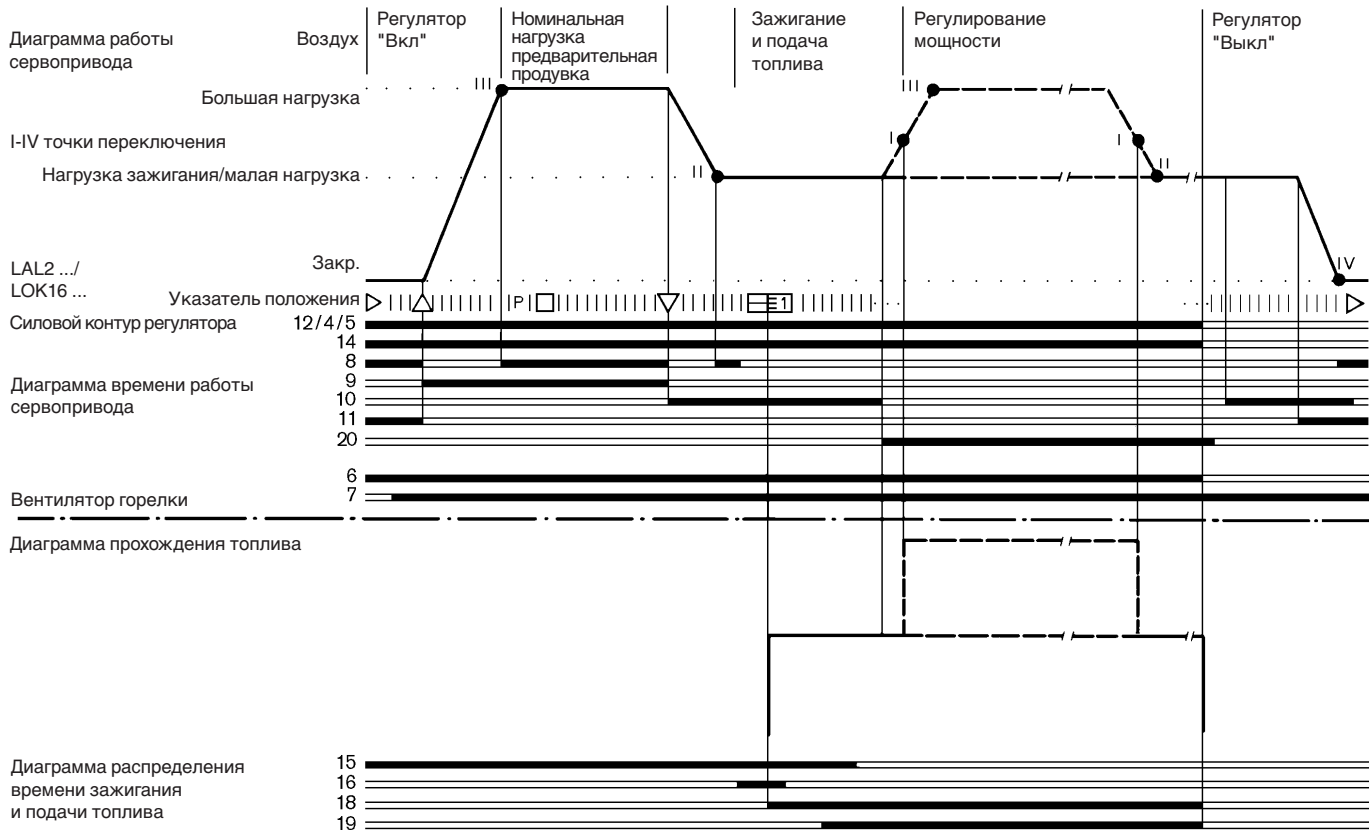 Регулятор
"Вкл"
Номинальная
нагрузка
предварительная
продувка
Зажигание
и подача
топлива
Регулирование
мощности
Регулятор
"Выкл"
Диаграмма работы
сервопривода
Воздух
III
III
Большая нагрузка
I-IV точки переключения
I
I
Нагрузка зажигания/малая нагрузка
II
II
LAL2 .../
LOK16 ...
Закр.
IV
Указатель положения
P
1
Силовой контур регулятора
12/4/5
14
8
Диаграмма времени работы
сервопривода
9
10
11
20
6
Вентилятор горелки
7
Диаграмма прохождения топлива
Диаграмма распределения
времени зажигания
и подачи топлива
15
16
18
19